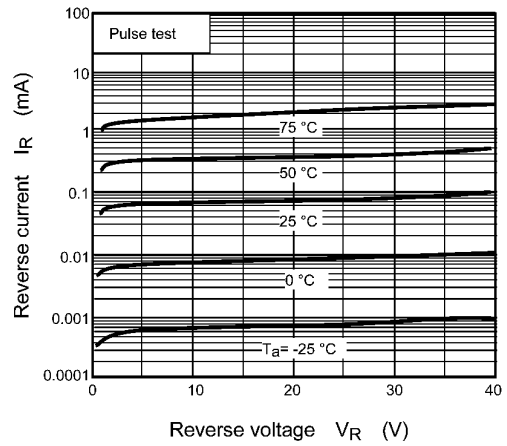 Pulse test
100
10
1
0.1
0.01
0.001
0.0001
Reverse current I_R (mA)
75 °C
50 °C
25 °C
0 °C
Ta= -25 °C
0 10 20 30 40
Reverse voltage V_R (V)